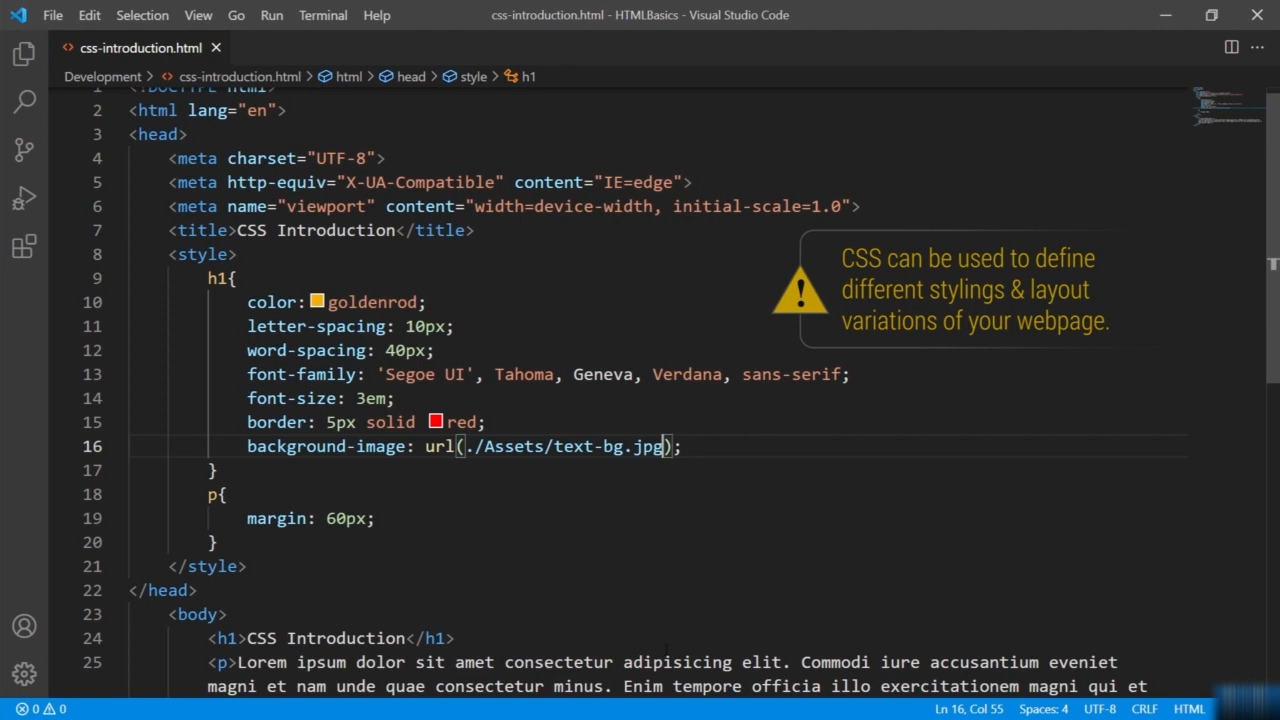 File Edit Selection View Go Run Terminal Help css-introduction.html - HTMLBasics - Visual Studio Code
css-introduction.html
Development > css-introduction.html > html > head > style > h1
1 <!DOCTYPE html>
2 <html lang="en">
3 <head>
4 <meta charset="UTF-8">
5 <meta http-equiv="X-UA-Compatible" content="IE=edge">
6 <meta name="viewport" content="width=device-width, initial-scale=1.0">
7 <title>CSS Introduction</title>
8 <style>
9 h1{
10 color: goldenrod;
11 letter-spacing: 10px;
12 word-spacing: 40px;
13 font-family: 'Segoe UI', Tahoma, Geneva, Verdana, sans-serif;
14 font-size: 3em;
15 border: 5px solid red;
16 background-image: url(./Assets/text-bg.jpg);
17 }
18 p{
19 margin: 60px;
20 }
21 </style>
22 </head>
23 <body>
24 <h1>CSS Introduction</h1>
25 <p>Lorem ipsum dolor sit amet consectetur adipisicing elit. Commodi iure accusantium eveniet
magni et nam unde quae consectetur minus. Enim tempore officia illo exercitationem magni qui et
CSS can be used to define
different stylings & layout
variations of your webpage.
0 0 Ln 16, Col 55 Spaces: 4 UTF-8 CRLF HTML